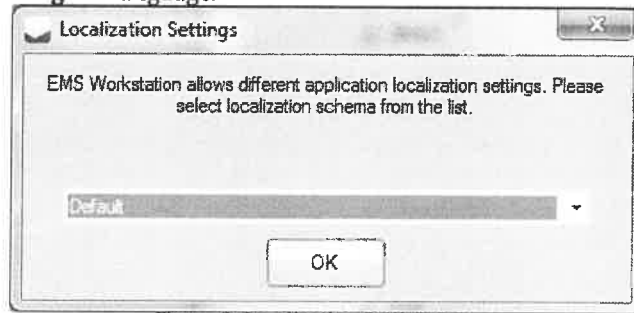 Localization Settings
EMS Workstation allows different application localization settings. Please
select localization schema from the list.
Default
OK